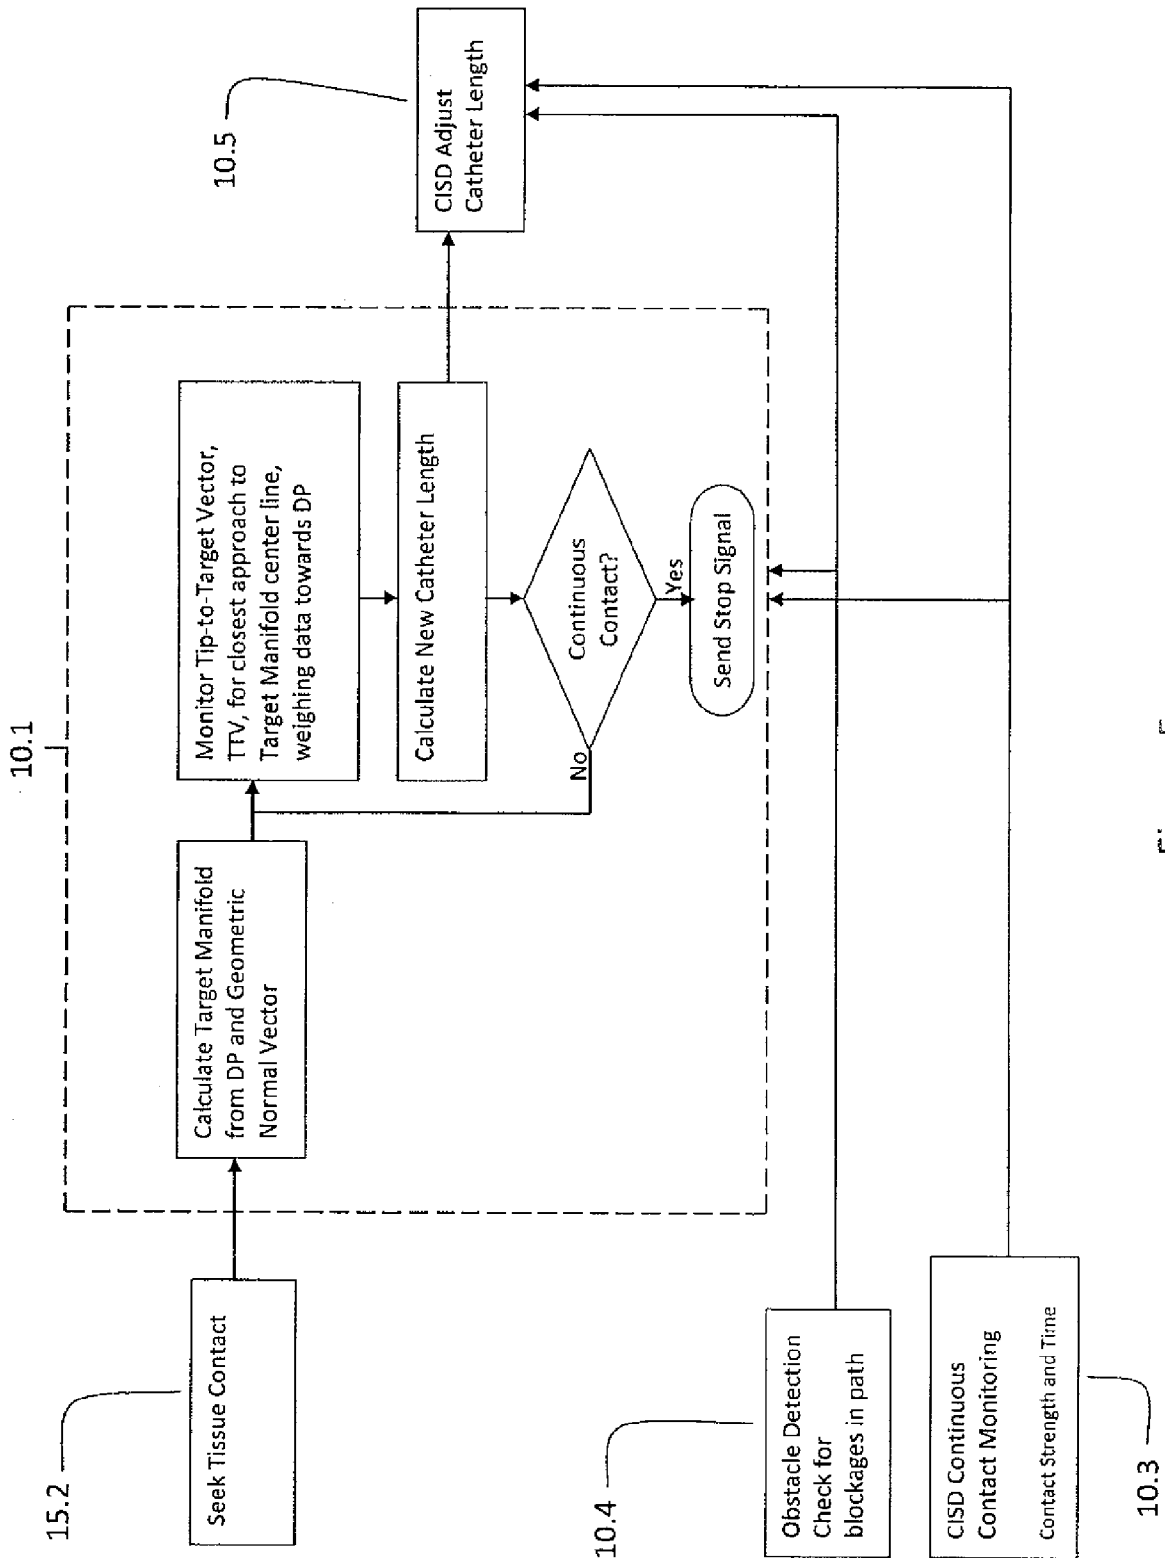 15.2
Seek Tissue Contact
10.1
Calculate Target Manifold
from DP and Geometric
Normal Vector
Monitor Tip-to-Target Vector,
TTV, for closest approach to
Target Manifold center line,
weighing data towards DP
Calculate New Catheter Length
Continuous
Contact?
No
Yes
Send Stop Signal
10.5
CISD Adjust
Catheter Length
10.4
Obstacle Detection
Check for
blockages in path
CISD Continuous
Contact Monitoring
Contact Strength and Time
10.3